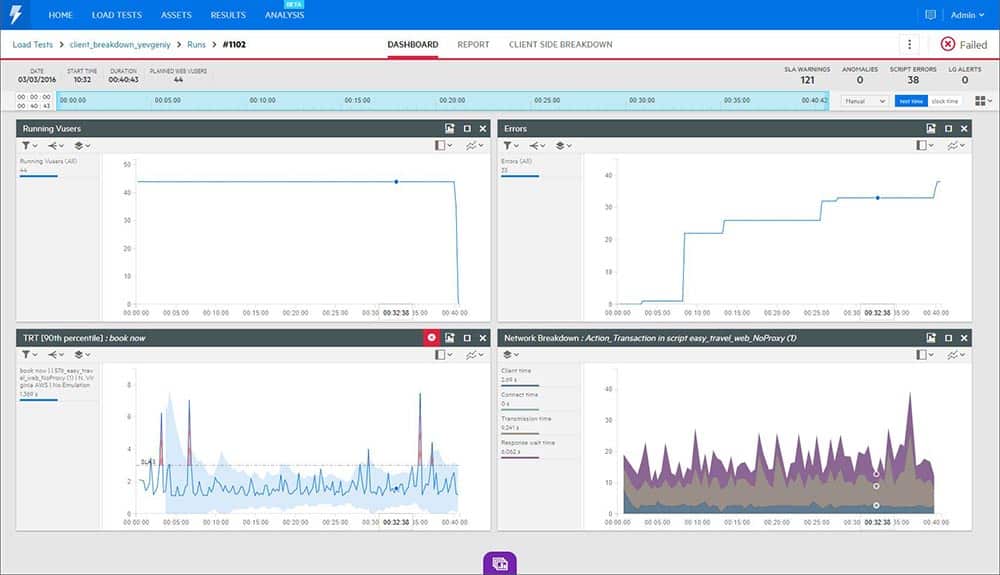 BETA
HOME LOAD TESTS ASSETS RESULTS ANALYSIS Admin
Load Tests > client_breakdown_yevgeniy > Runs > #1102 DASHBOARD REPORT CLIENT SIDE BREAKDOWN Failed
DATE START TIME DURATION PLANNED WEB VUSERS SLA WARNINGS ANOMALIES SCRIPT ERRORS LG ALERTS
03/03/2016 10:32 00:40:43 44 121 0 38 0
00 : 00 : 00
00 : 40 : 43
00:00:00 00:05:00 00:10:00 00:15:00 00:20:00 00:25:00 00:30:00 00:35:00 00:40:42 Manual test time clock time
Running Vusers
Running Vusers (All)
44
50
40
30
20
10
0
00:00:00 00:05:00 00:10:00 00:15:00 00:20:00 00:25:00 00:32:38 35:00 00:40:00
Errors
Errors (All)
33
40
30
20
10
0
00:00:00 00:05:00 00:10:00 00:15:00 00:20:00 00:25:00 00:32:38 35:00 00:40:00
TRT [90th percentile] : book now
book now | | 578_easy_trav
el_web_NoProxy (1) | N. Vir
ginia AWS | No Emulation
1.369 s
8
6
4
2
0
00:00:00 00:05:00 00:10:00 00:15:00 00:20:00 00:25:00 00:32:38 35:00 00:40:00
Network Breakdown : Action_Transaction in script easy_travel_web_NoProxy (1)
Client time
2.69 s
Connect time
0 s
Transmission time
9.241 s
Response wait time
6.062 s
40
30
20
10
0
00:00:00 00:05:00 00:10:00 00:15:00 00:20:00 00:25:00 00:32:38 35:00 00:40:00